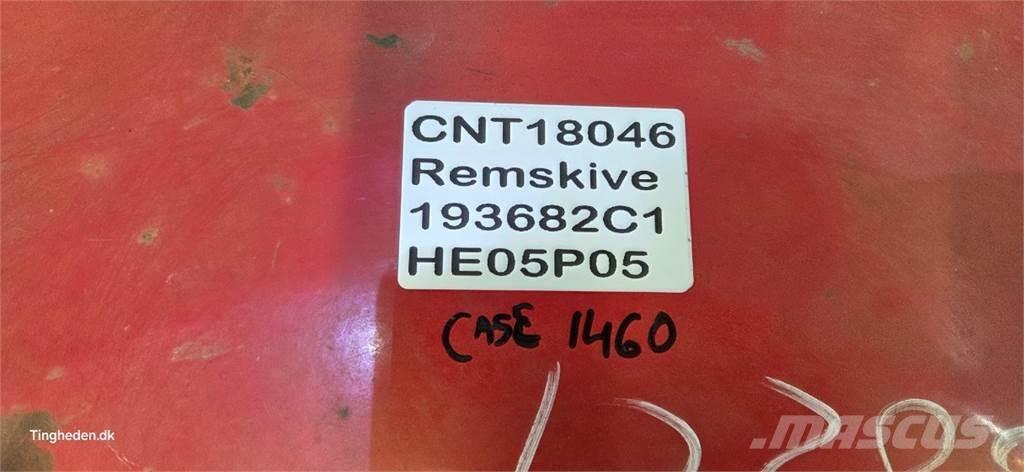 CNT18046
Remskive
193682C1
HE05P05
CASE 1460
Tingheden.dk
MASCUS